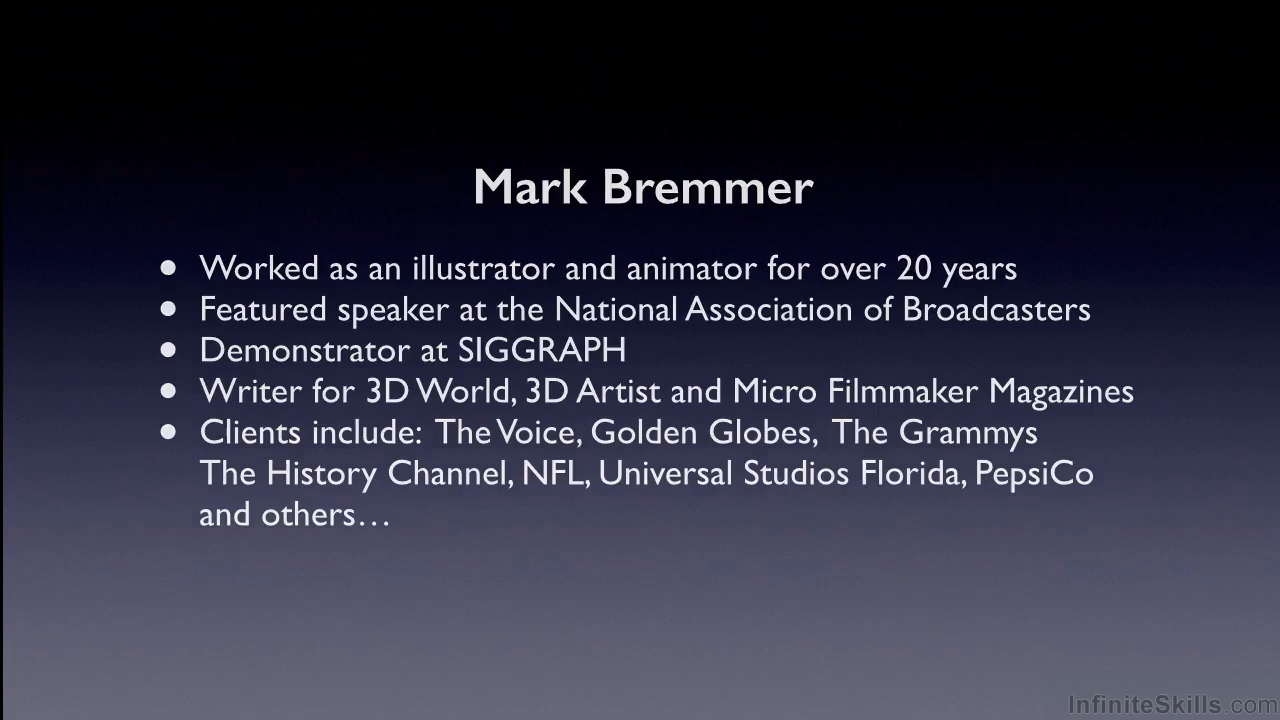 Mark Bremmer
• Worked as an illustrator and animator for over 20 years
• Featured speaker at the National Association of Broadcasters
• Demonstrator at SIGGRAPH
• Writer for 3D World, 3D Artist and Micro Filmmaker Magazines
• Clients include: The Voice, Golden Globes, The Grammys
The History Channel, NFL, Universal Studios Florida, PepsiCo
and others…
InfiniteSkills.com